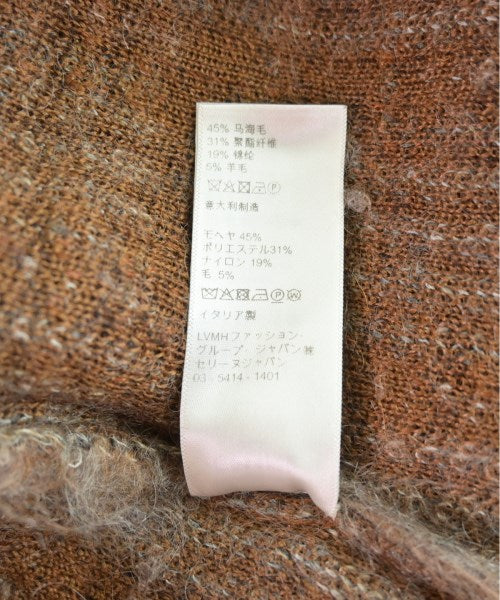 45% 马海毛
31% 聚酯纤维
19% 锦纶
5% 羊毛
意大利制造
モヘヤ 45%
ポリエステル31%
ナイロン 19%
毛 5%
イタリア製
LVMHファッション・
グループ・ジャパン㈱
セリーヌジャパン
03 - 5414 - 1401